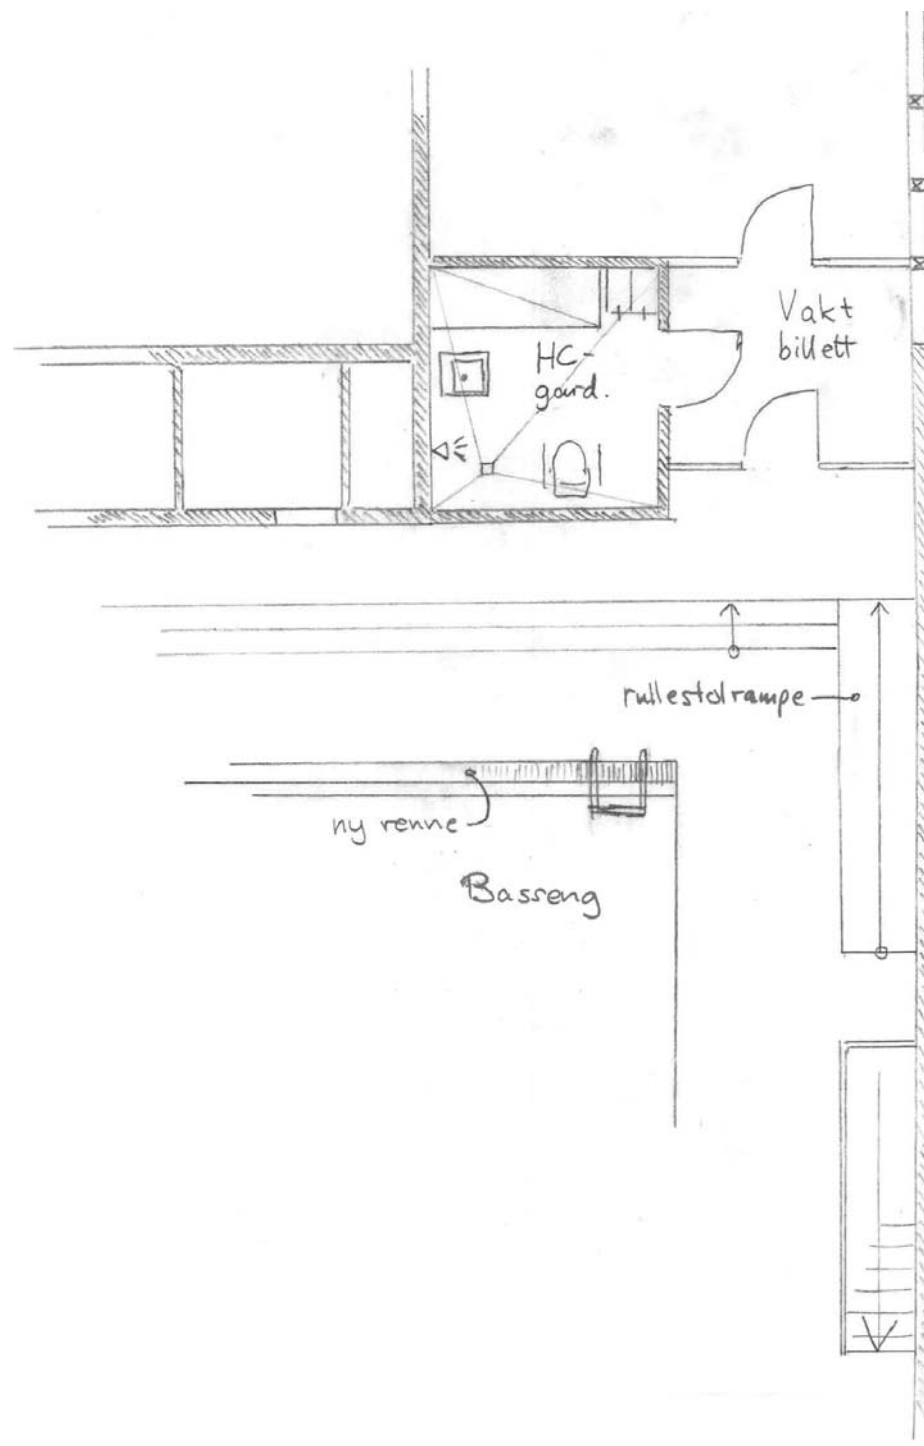 Vakt
billett
HC-
gard.
rullestolrampe
ny renne
Basseng